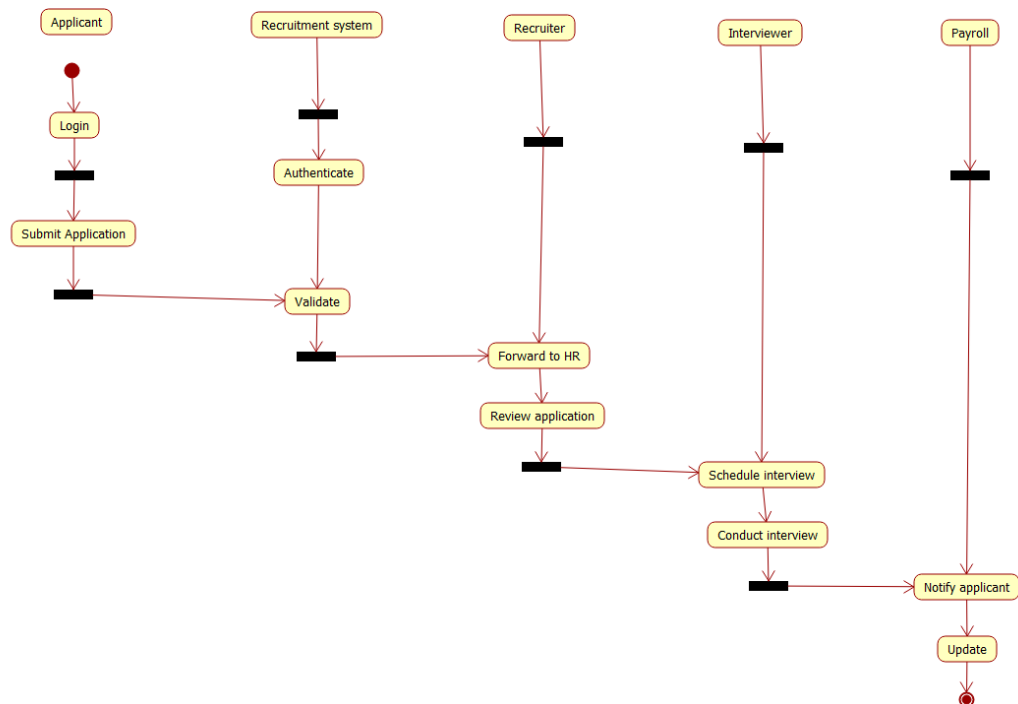 Applicant
Recruitment system
Recruiter
Interviewer
Payroll
Login
Authenticate
Submit Application
Validate
Forward to HR
Review application
Schedule interview
Conduct interview
Notify applicant
Update